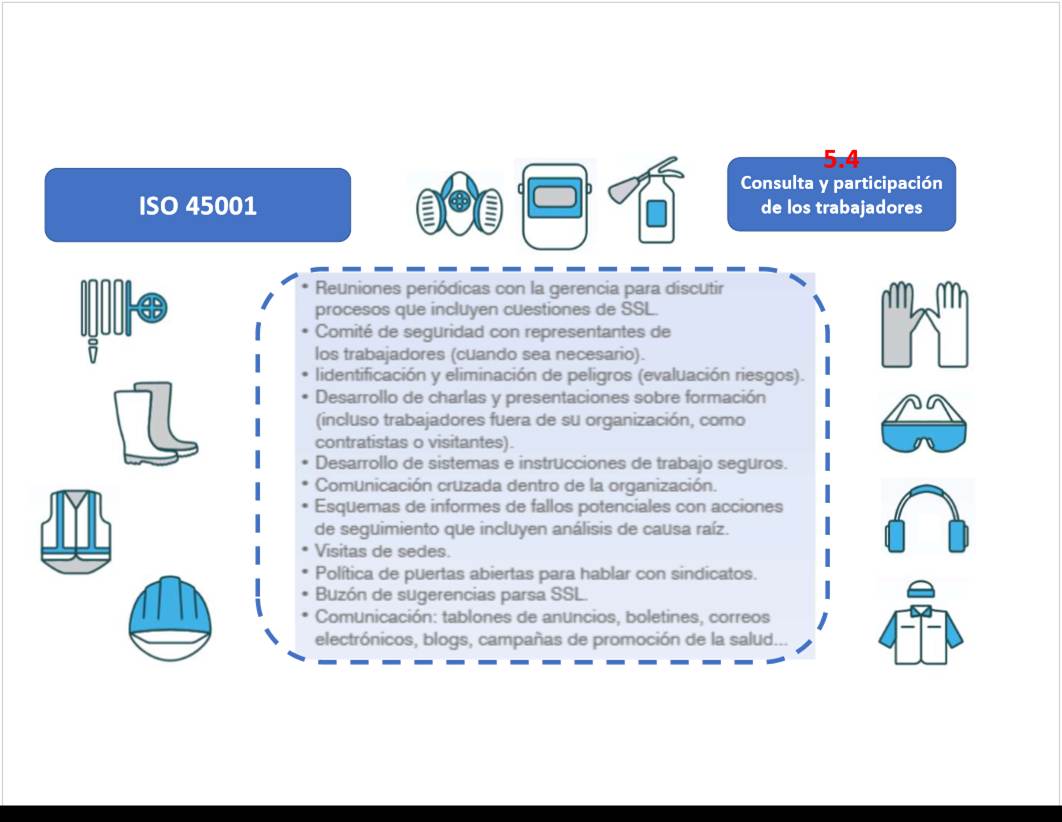 ISO 45001
5.4
Consulta y participación
de los trabajadores
• Reuniones periódicas con la gerencia para discutir
procesos que incluyen cuestiones de SSL.
• Comité de seguridad con representantes de
los trabajadores (cuando sea necesario).
• Iidentificación y eliminación de peligros (evaluación riesgos).
• Desarrollo de charlas y presentaciones sobre formación
(incluso trabajadores fuera de su organización, como
contratistas o visitantes).
• Desarrollo de sistemas e instrucciones de trabajo seguros.
• Comunicación cruzada dentro de la organización.
• Esquemas de informes de fallos potenciales con acciones
de seguimiento que incluyen análisis de causa raíz.
• Visitas de sedes.
• Política de puertas abiertas para hablar con sindicatos.
• Buzón de sugerencias parsa SSL.
• Comunicación: tablones de anuncios, boletines, correos
electrónicos, blogs, campañas de promoción de la salud...